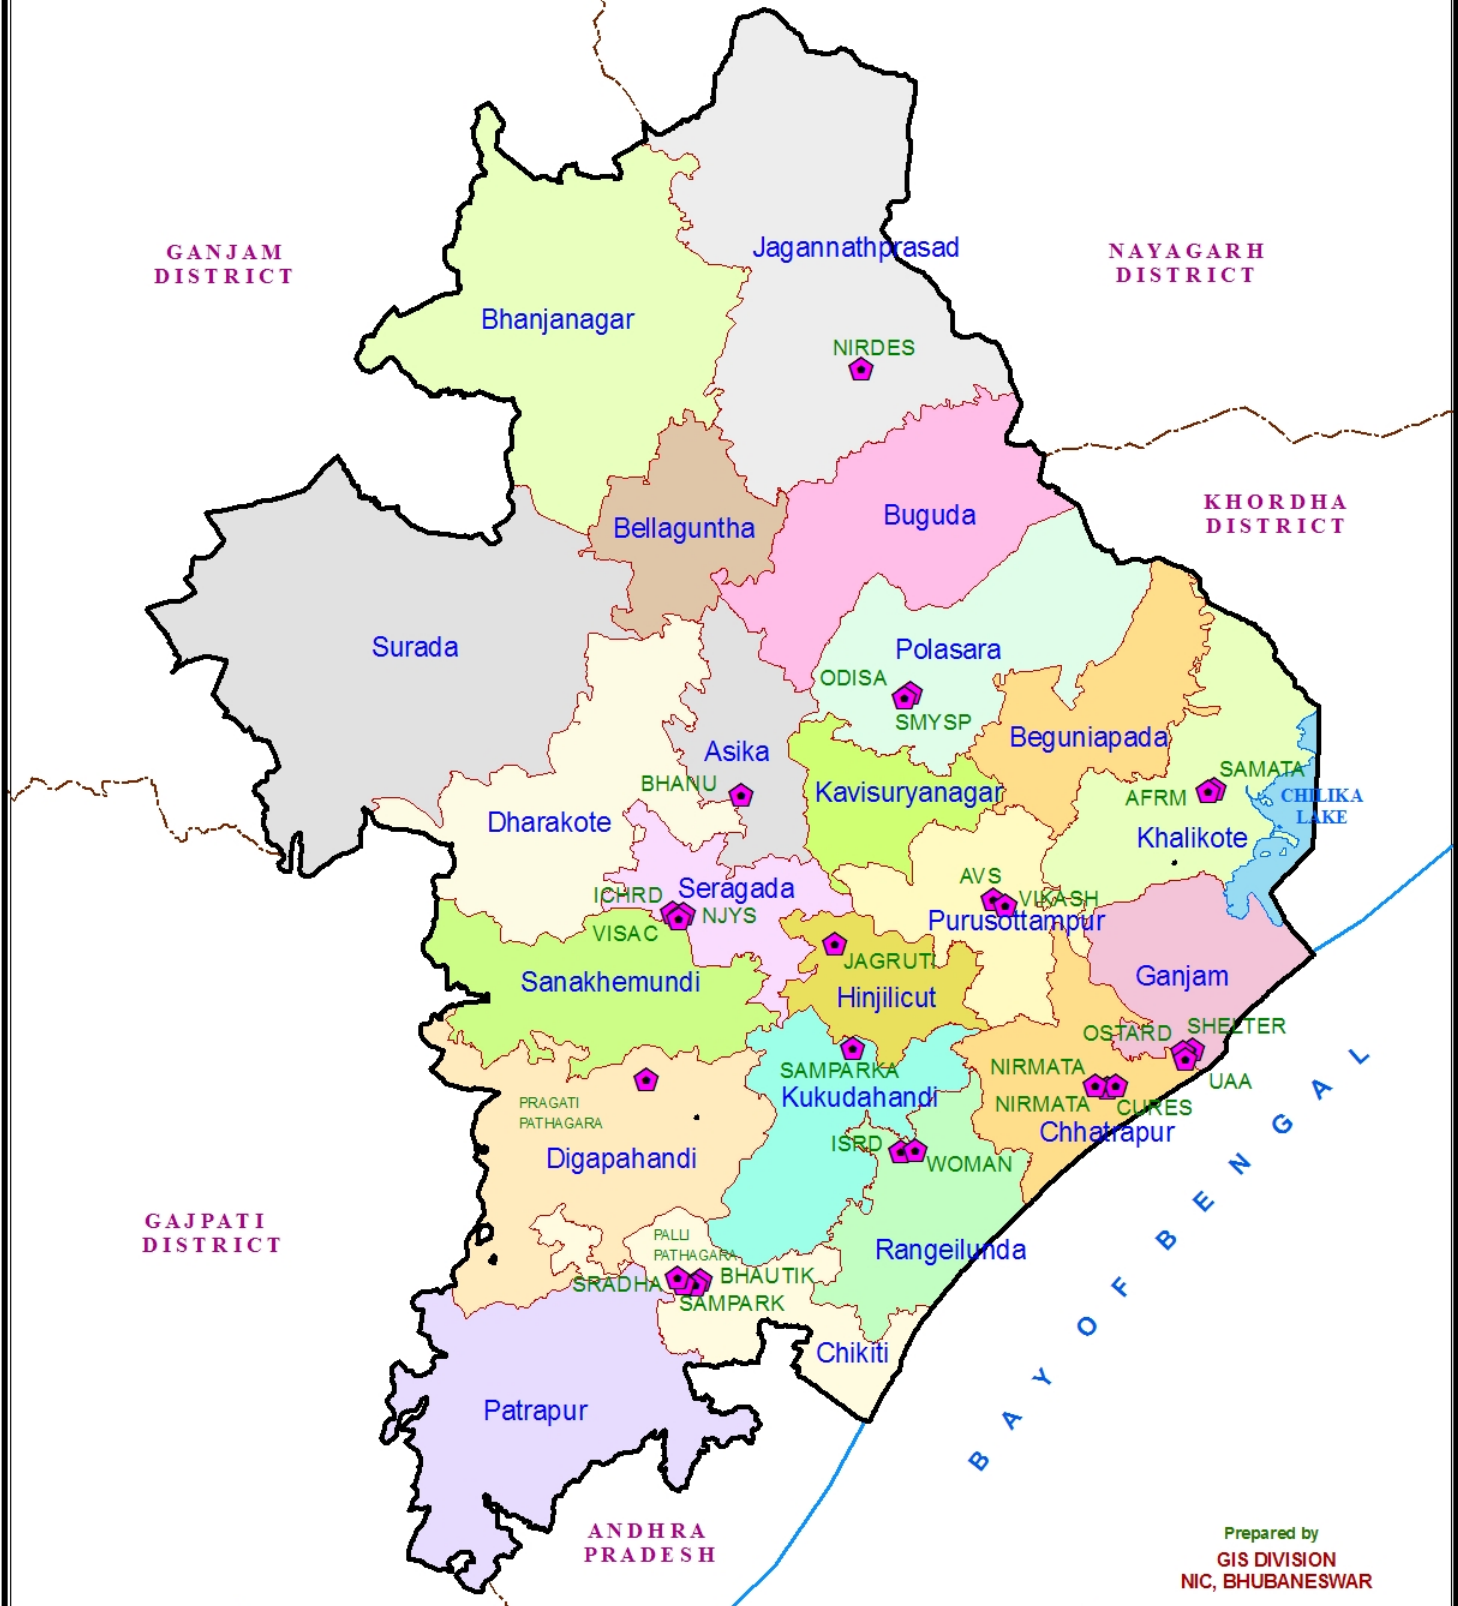 GANJAM
DISTRICT
NAYAGARH
DISTRICT
Jagannathprasad
Bhanjanagar
NIRDES
KHORDHA
DISTRICT
Bellaguntha
Buguda
Surada
Polasara
ODISA
SMYSP
Asika
Beguniapada
BHANU
Kavisuryanagar
SAMATA
AFRM
CHILIKA
LAKE
Dharakote
Khalikote
AVS
Seragada
ICHRD
VIKASH
NJYS
Purusottampur
VISAC
JAGRUTI
Sanakhemundi
Ganjam
Hinjilicut
OSTARD
SHELTER
SAMPARKA
NIRMATA
UAA
Kukudahandi
PRAGATI
PATHAGARA
NIRMATA
CURES
Chhatrapur
ISRD
WOMAN
Digapahandi
GAJPATI
DISTRICT
PALLI
PATHAGARA
Rangeilunda
SRADHA
BHAUTIK
SAMPARK
BAY OF BENGAL
Chikiti
Patrapur
ANDHRA
PRADESH
Prepared by
GIS DIVISION
NIC, BHUBANESWAR